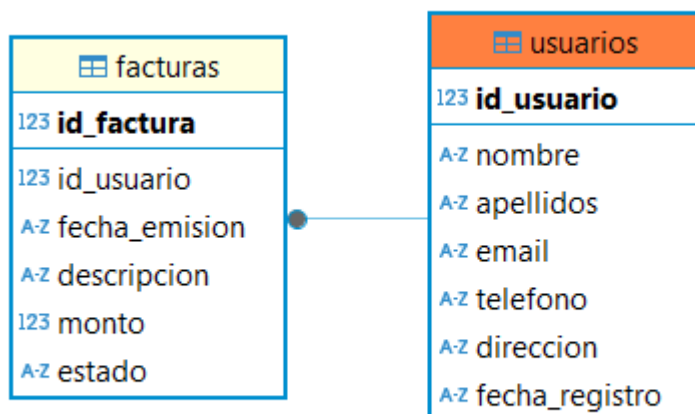 facturas
123 id_factura
123 id_usuario
A-Z fecha_emision
A-Z descripcion
123 monto
A-Z estado
usuarios
123 id_usuario
A-Z nombre
A-Z apellidos
A-Z email
A-Z telefono
A-Z direccion
A-Z fecha_registro